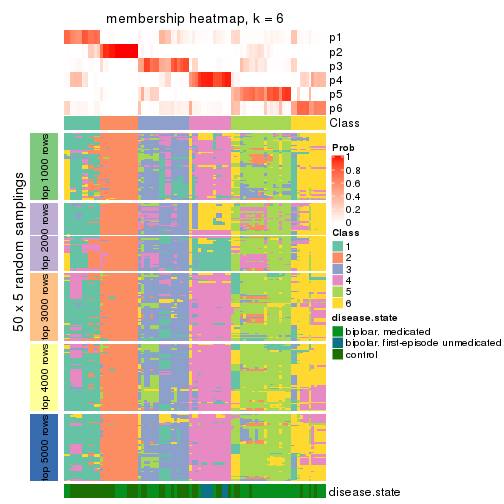 membership heatmap, k = 6
p1
p2
p3
p4
p5
p6
Class
50 x 5 random samplings
top 1000 rows
top 2000 rows
top 3000 rows
top 4000 rows
top 5000 rows
Prob
1
0.8
0.6
0.4
0.2
0
Class
1
2
3
4
5
6
disease.state
biploar. medicated
bipolar. first-episode unmedicated
control
disease.state